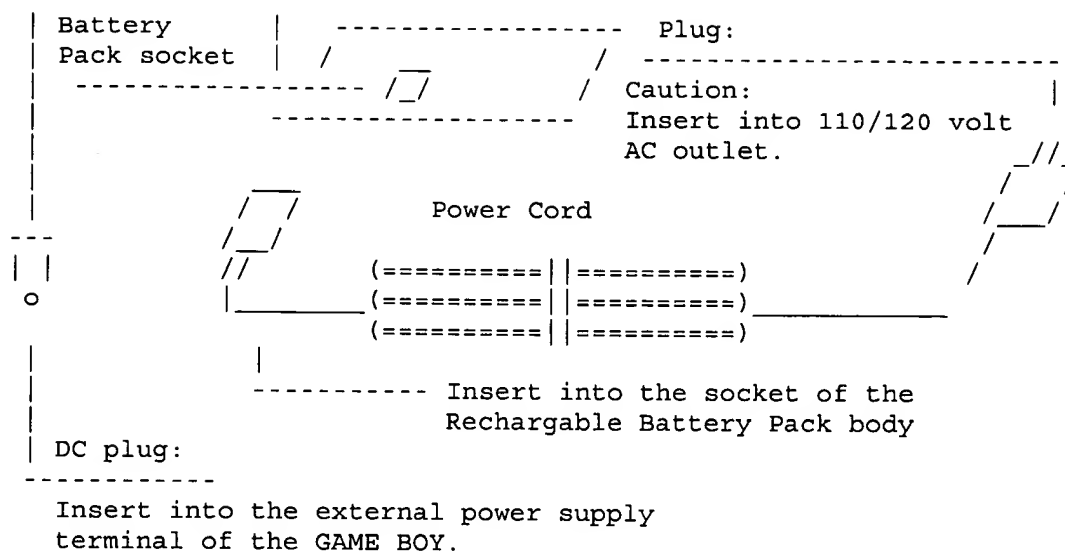 Battery
Pack socket
Plug:
Caution:
Insert into 110/120 volt
AC outlet.
Power Cord
Insert into the socket of the
Rechargable Battery Pack body
DC plug:
Insert into the external power supply
terminal of the GAME BOY.